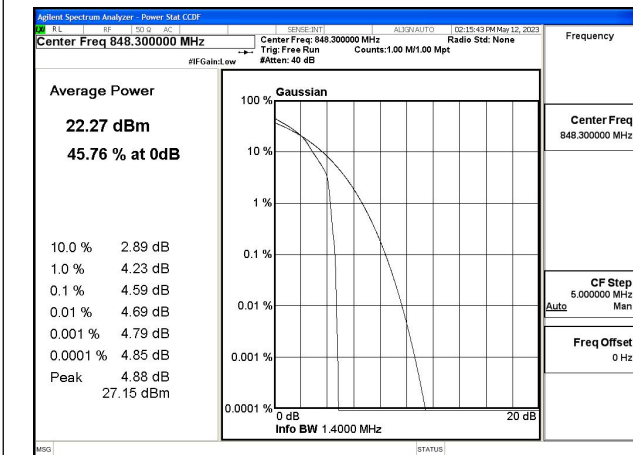 Agilent Spectrum Analyzer - Power Stat CCDF
RL RF 50 Ω AC SENSE:INT ALIGN AUTO 02:15:43 PM May 12, 2023
Center Freq 848.300000 MHz
Center Freq: 848.300000 MHz Radio Std: None
Trig: Free Run Counts:1.00 M/1.00 Mpt
#IFGain:Low #Atten: 40 dB
Frequency
Average Power
22.27 dBm
45.76 % at 0dB
10.0 % 2.89 dB
1.0 % 4.23 dB
0.1 % 4.59 dB
0.01 % 4.69 dB
0.001 % 4.79 dB
0.0001 % 4.85 dB
Peak 4.88 dB
27.15 dBm
Gaussian
100 %
10 %
1 %
0.1 %
0.01 %
0.001 %
0.0001 %
0 dB 20 dB
Info BW 1.4000 MHz
Center Freq
848.300000 MHz
CF Step
5.000000 MHz
Auto Man
Freq Offset
0 Hz
MSG STATUS